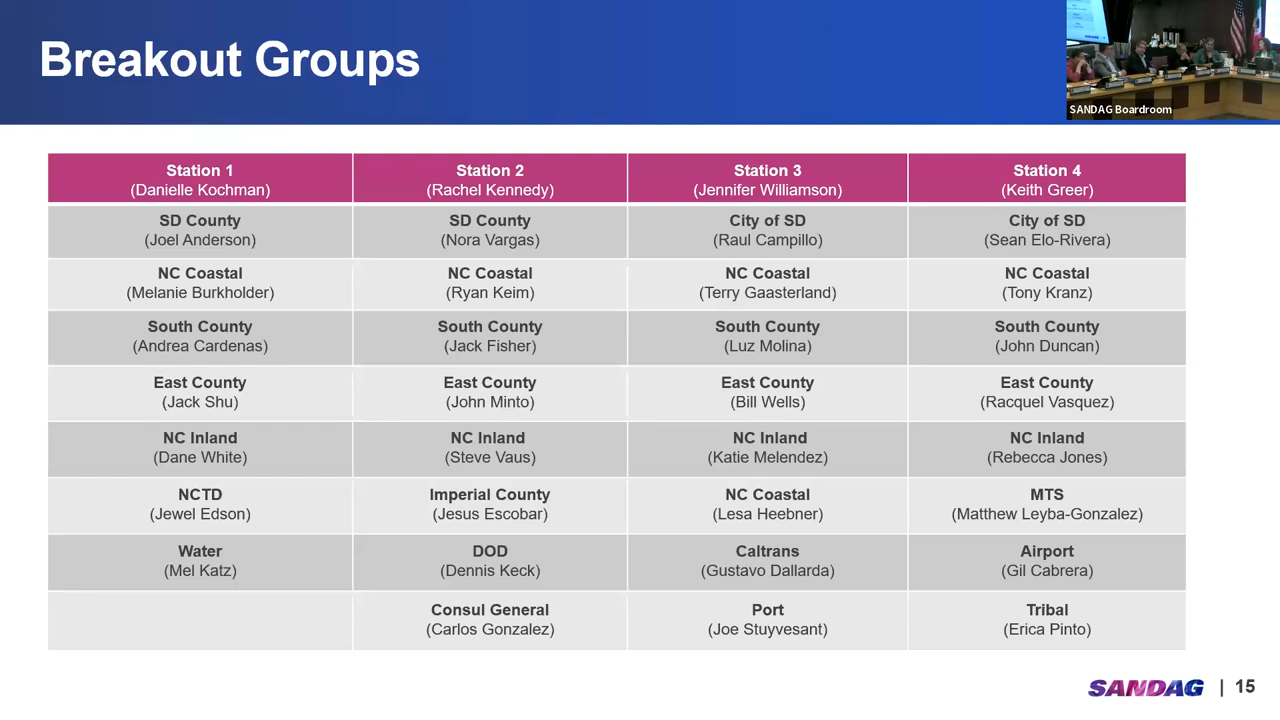 Breakout Groups
SANDAG Boardroom
Station 1
(Danielle Kochman)
Station 2
(Rachel Kennedy)
Station 3
(Jennifer Williamson)
Station 4
(Keith Greer)
SD County
(Joel Anderson)
SD County
(Nora Vargas)
City of SD
(Raul Campillo)
City of SD
(Sean Elo-Rivera)
NC Coastal
(Melanie Burkholder)
NC Coastal
(Ryan Keim)
NC Coastal
(Terry Gaasterland)
NC Coastal
(Tony Kranz)
South County
(Andrea Cardenas)
South County
(Jack Fisher)
South County
(Luz Molina)
South County
(John Duncan)
East County
(Jack Shu)
East County
(John Minto)
East County
(Bill Wells)
East County
(Racquel Vasquez)
NC Inland
(Dane White)
NC Inland
(Steve Vaus)
NC Inland
(Katie Melendez)
NC Inland
(Rebecca Jones)
NCTD
(Jewel Edson)
Imperial County
(Jesus Escobar)
NC Coastal
(Lesa Heebner)
MTS
(Matthew Leyba-Gonzalez)
Water
(Mel Katz)
DOD
(Dennis Keck)
Caltrans
(Gustavo Dallarda)
Airport
(Gil Cabrera)
Consul General
(Carlos Gonzalez)
Port
(Joe Stuyvesant)
Tribal
(Erica Pinto)
SANDAG | 15